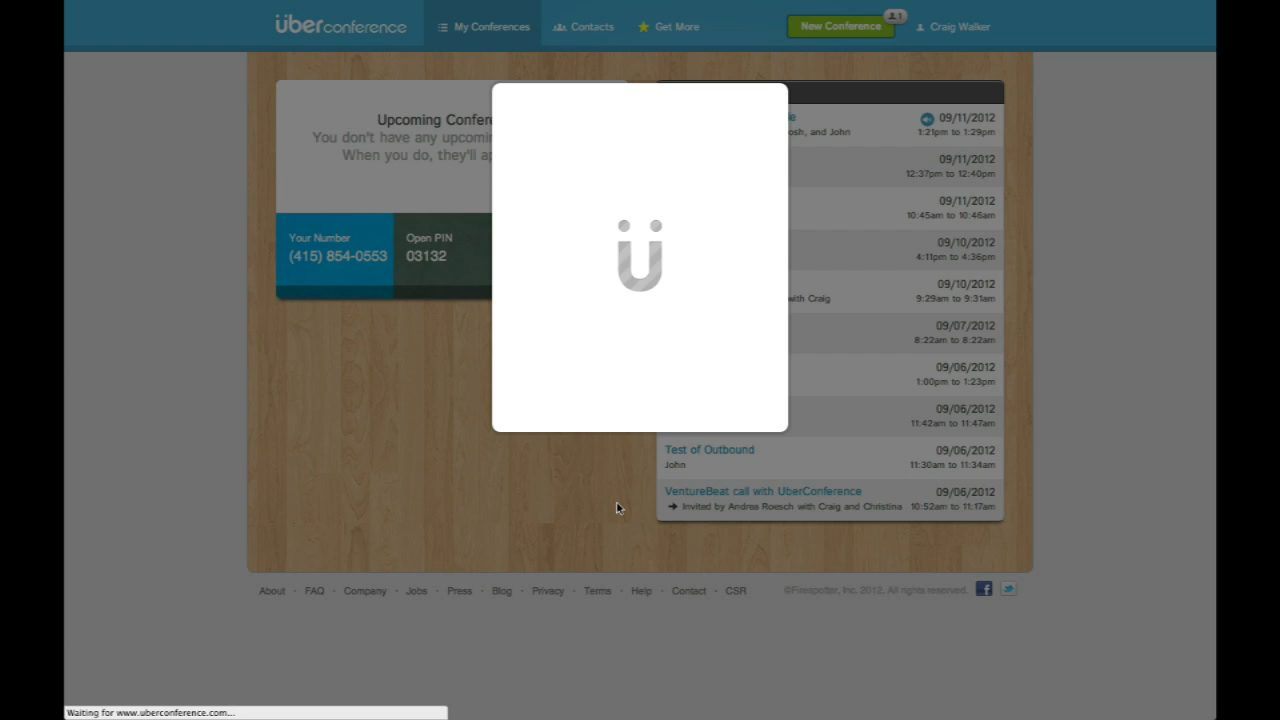 überconference
My Conferences
Contacts
Get More
New Conference
1
Craig Walker
Upcoming
You don't have any
When you do, they'll
Your Number
(415) 854-0553
Open PIN
03132
09/11/2012
and John
1:21pm to 1:29pm
09/11/2012
12:37pm to 12:40pm
09/11/2012
10:45am to 10:46am
09/10/2012
4:11pm to 4:36pm
09/10/2012
with Craig
9:29am to 9:31am
09/07/2012
8:22am to 8:22am
09/06/2012
1:00pm to 1:23pm
09/06/2012
11:42am to 11:47am
Test of Outbound
09/06/2012
John
11:30am to 11:34am
VentureBeat call with UberConference
09/06/2012
→ Invited by Andrea Roesch with Craig and Christina
10:52am to 11:17am
Ü
About · FAQ · Company · Jobs · Press · Blog · Privacy · Terms · Help · Contact · CSR
©Firespotter, Inc. 2012. All rights reserved.
Waiting for www.uberconference.com...